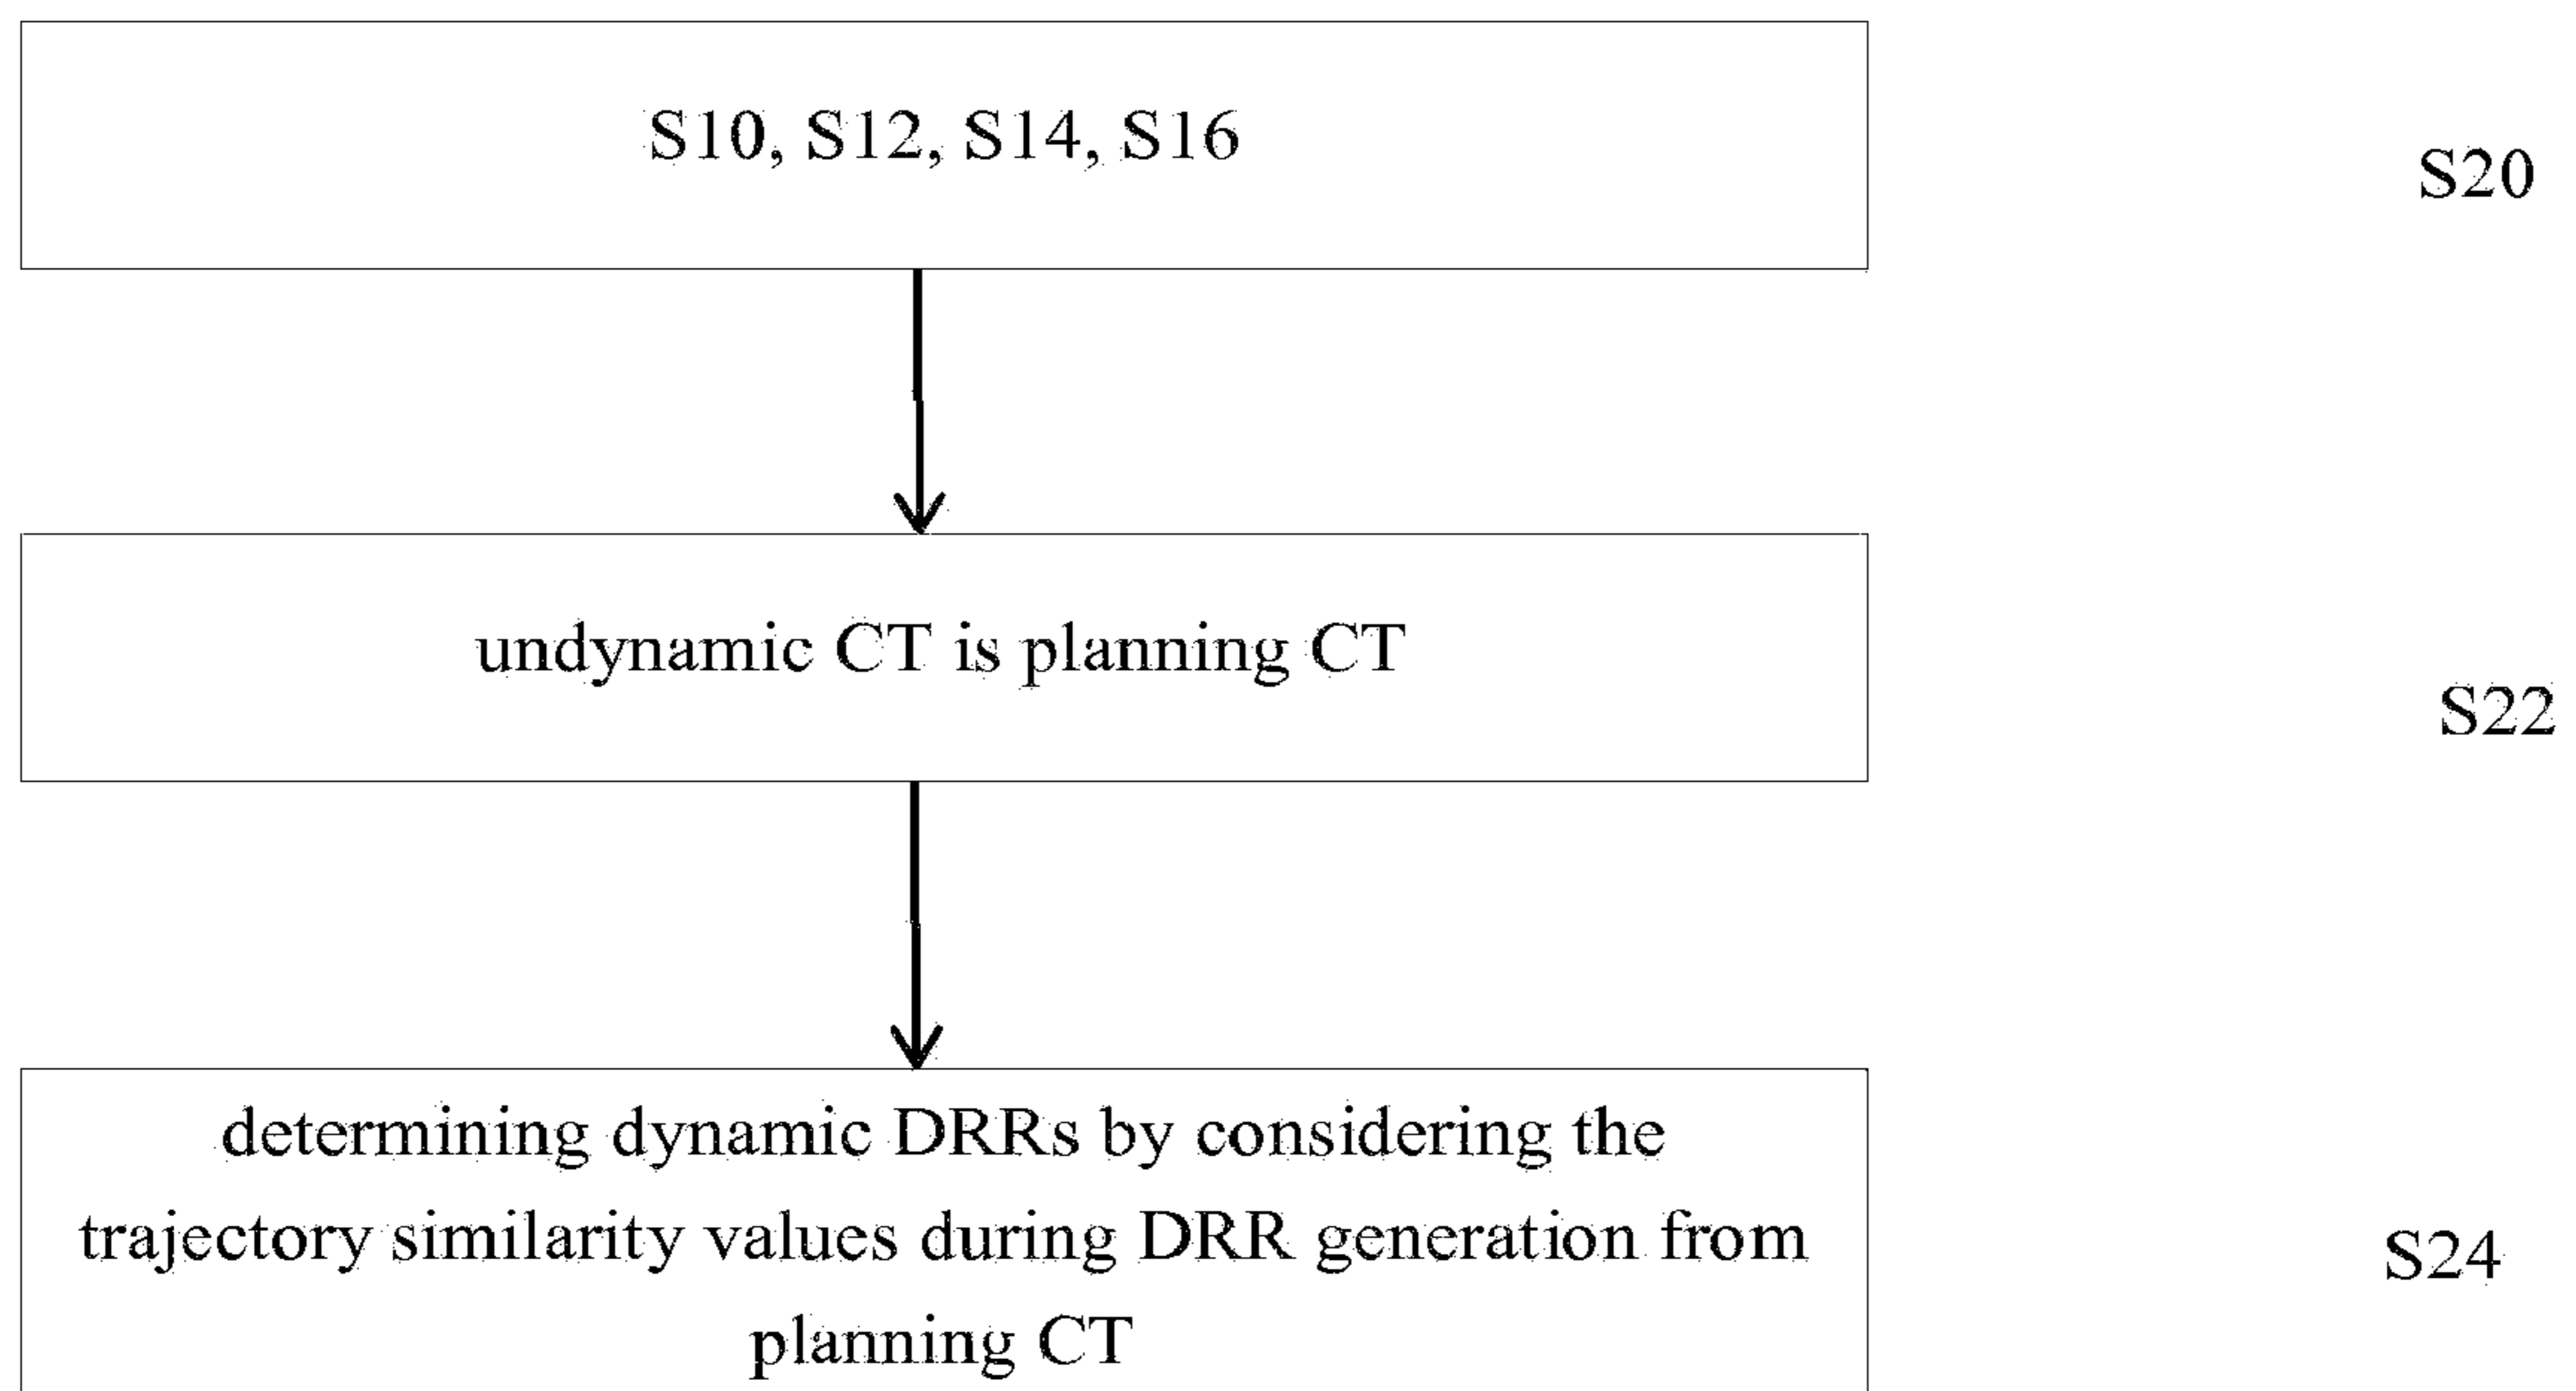 S10, S12, S14, S16
S20
undynamic CT is planning CT
S22
determining dynamic DRRs by considering the
trajectory similarity values during DRR generation from
planning CT
S24